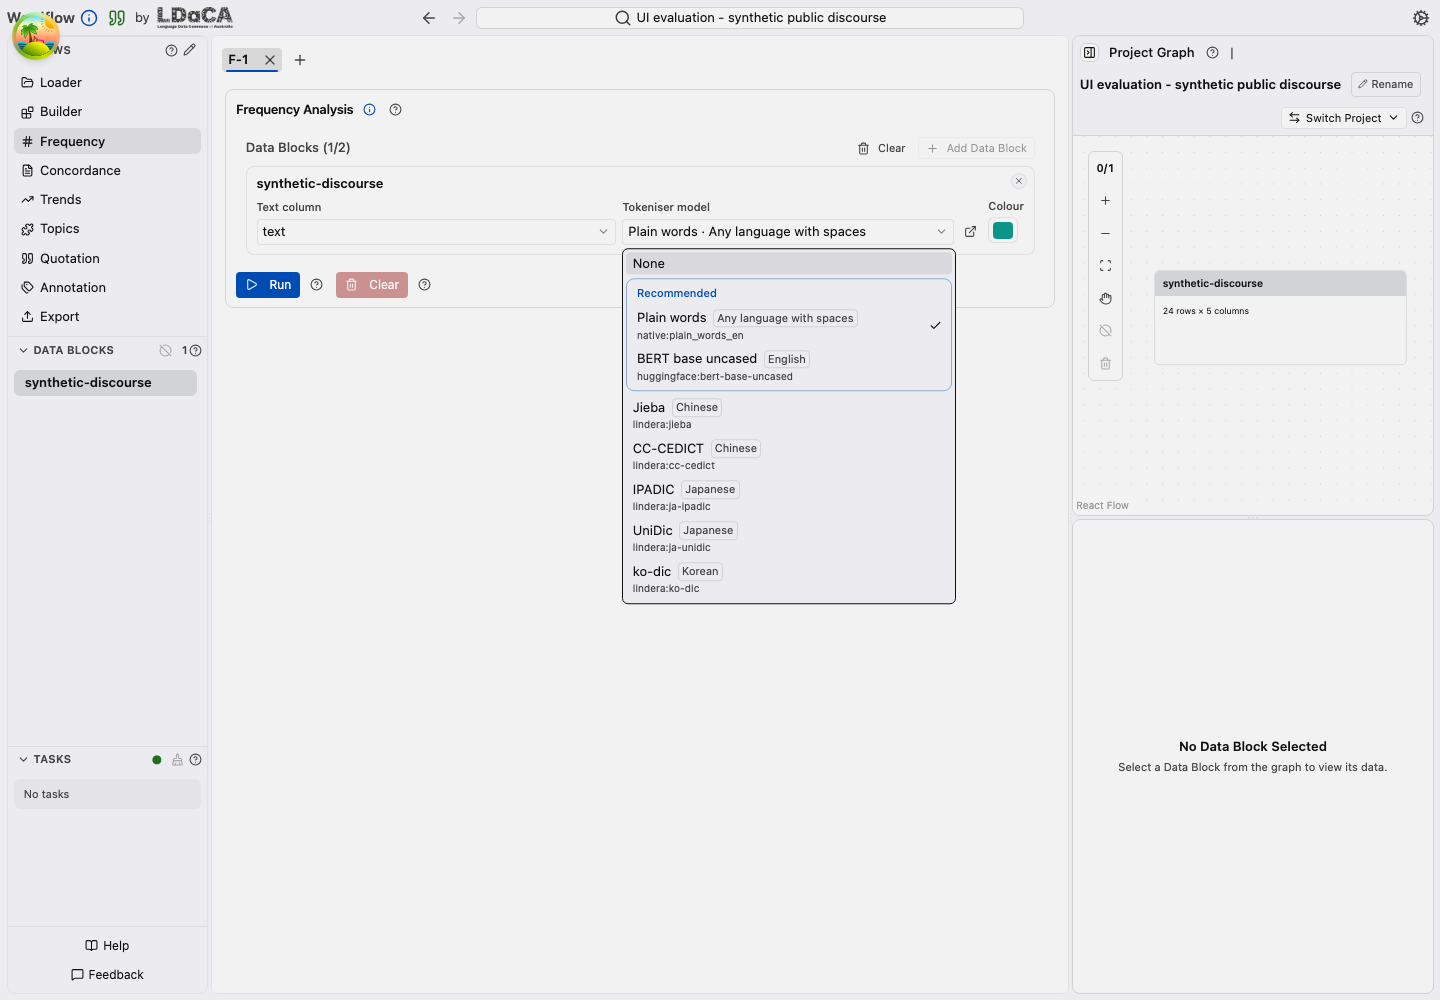 by LDaCA
UI evaluation - synthetic public discourse
Loader
Builder
Frequency
Concordance
Trends
Topics
Quotation
Annotation
Export
DATA BLOCKS 1
synthetic-discourse
TASKS
No tasks
Help
Feedback
F-1
Frequency Analysis
Data Blocks (1/2)
Clear
Add Data Block
synthetic-discourse
Text column
text
Tokeniser model
Plain words · Any language with spaces
Colour
Run
Clear
None
Recommended
Plain words Any language with spaces
native:plain_words_en
BERT base uncased English
huggingface:bert-base-uncased
Jieba Chinese
lindera:jieba
CC-CEDICT Chinese
lindera:cc-cedict
IPADIC Japanese
lindera:ja-ipadic
UniDic Japanese
lindera:ja-unidic
ko-dic Korean
lindera:ko-dic
Project Graph
UI evaluation - synthetic public discourse
Rename
Switch Project
0/1
synthetic-discourse
24 rows × 5 columns
React Flow
No Data Block Selected
Select a Data Block from the graph to view its data.